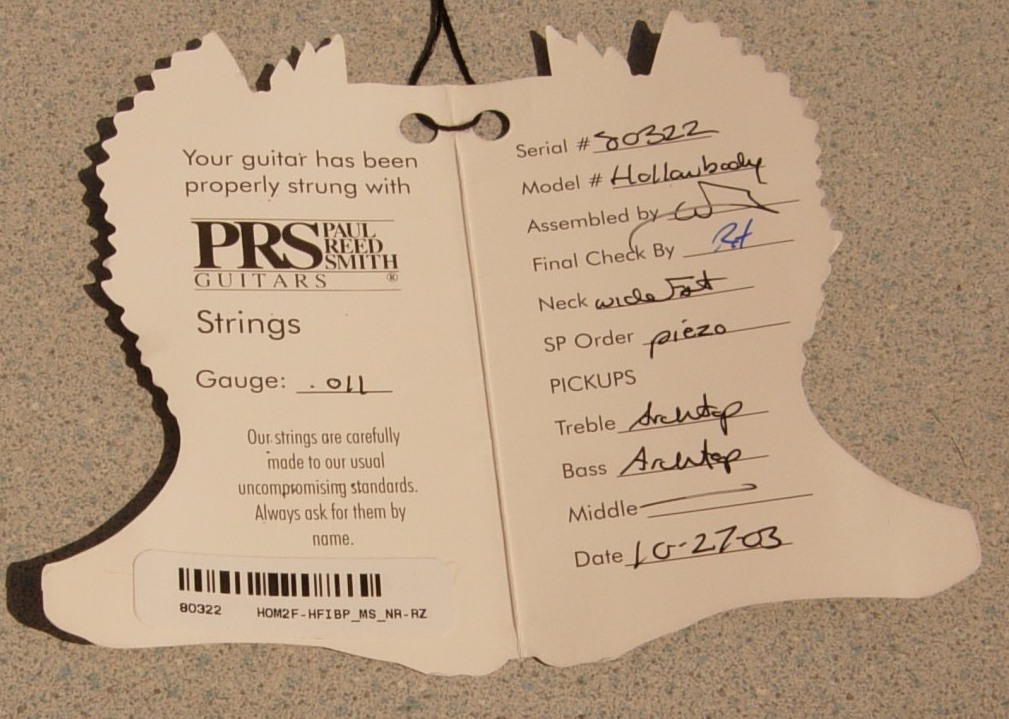 Your guitar has been
properly strung with
PRS PAUL
REED
SMITH
GUITARS ®
Strings
Gauge: .011
Our strings are carefully
made to our usual
uncompromising standards.
Always ask for them by
name.
80322 HOM2F-HFIBP_MS_NR-RZ
Serial # 80322
Model # Hollowbody
Assembled by
Final Check By
Neck wide Fat
SP Order piezo
PICKUPS
Treble Archtop
Bass Archtop
Middle
Date 10-27-03